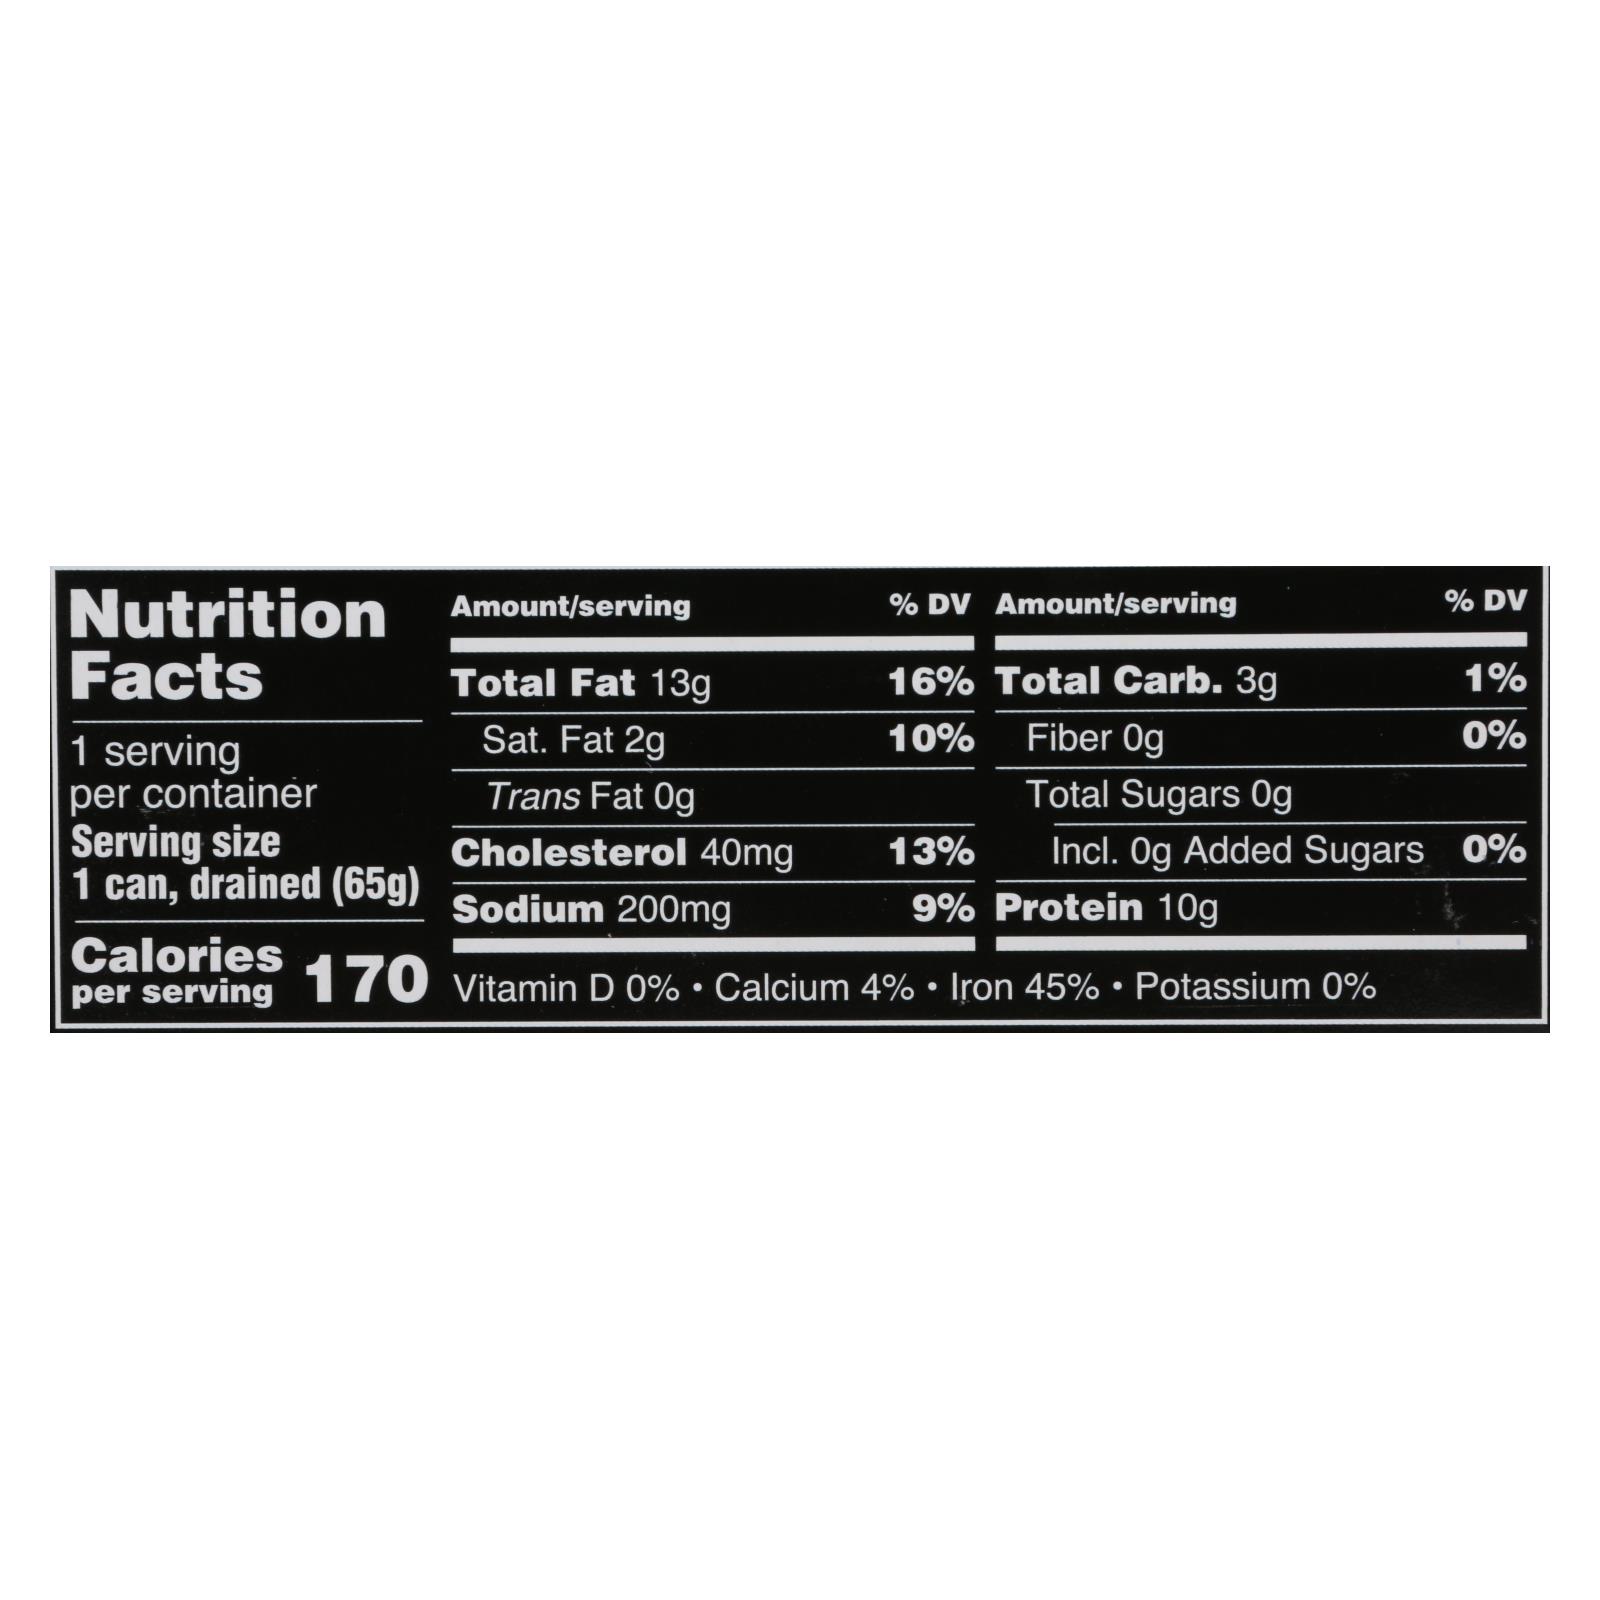 Nutrition
Facts
1 serving
per container
Serving size
1 can, drained (65g)
Calories
per serving 170
Amount/serving % DV
Total Fat 13g 16%
Sat. Fat 2g 10%
Trans Fat 0g
Cholesterol 40mg 13%
Sodium 200mg 9%
Amount/serving % DV
Total Carb. 3g 1%
Fiber 0g 0%
Total Sugars 0g
Incl. 0g Added Sugars 0%
Protein 10g
Vitamin D 0% • Calcium 4% • Iron 45% • Potassium 0%